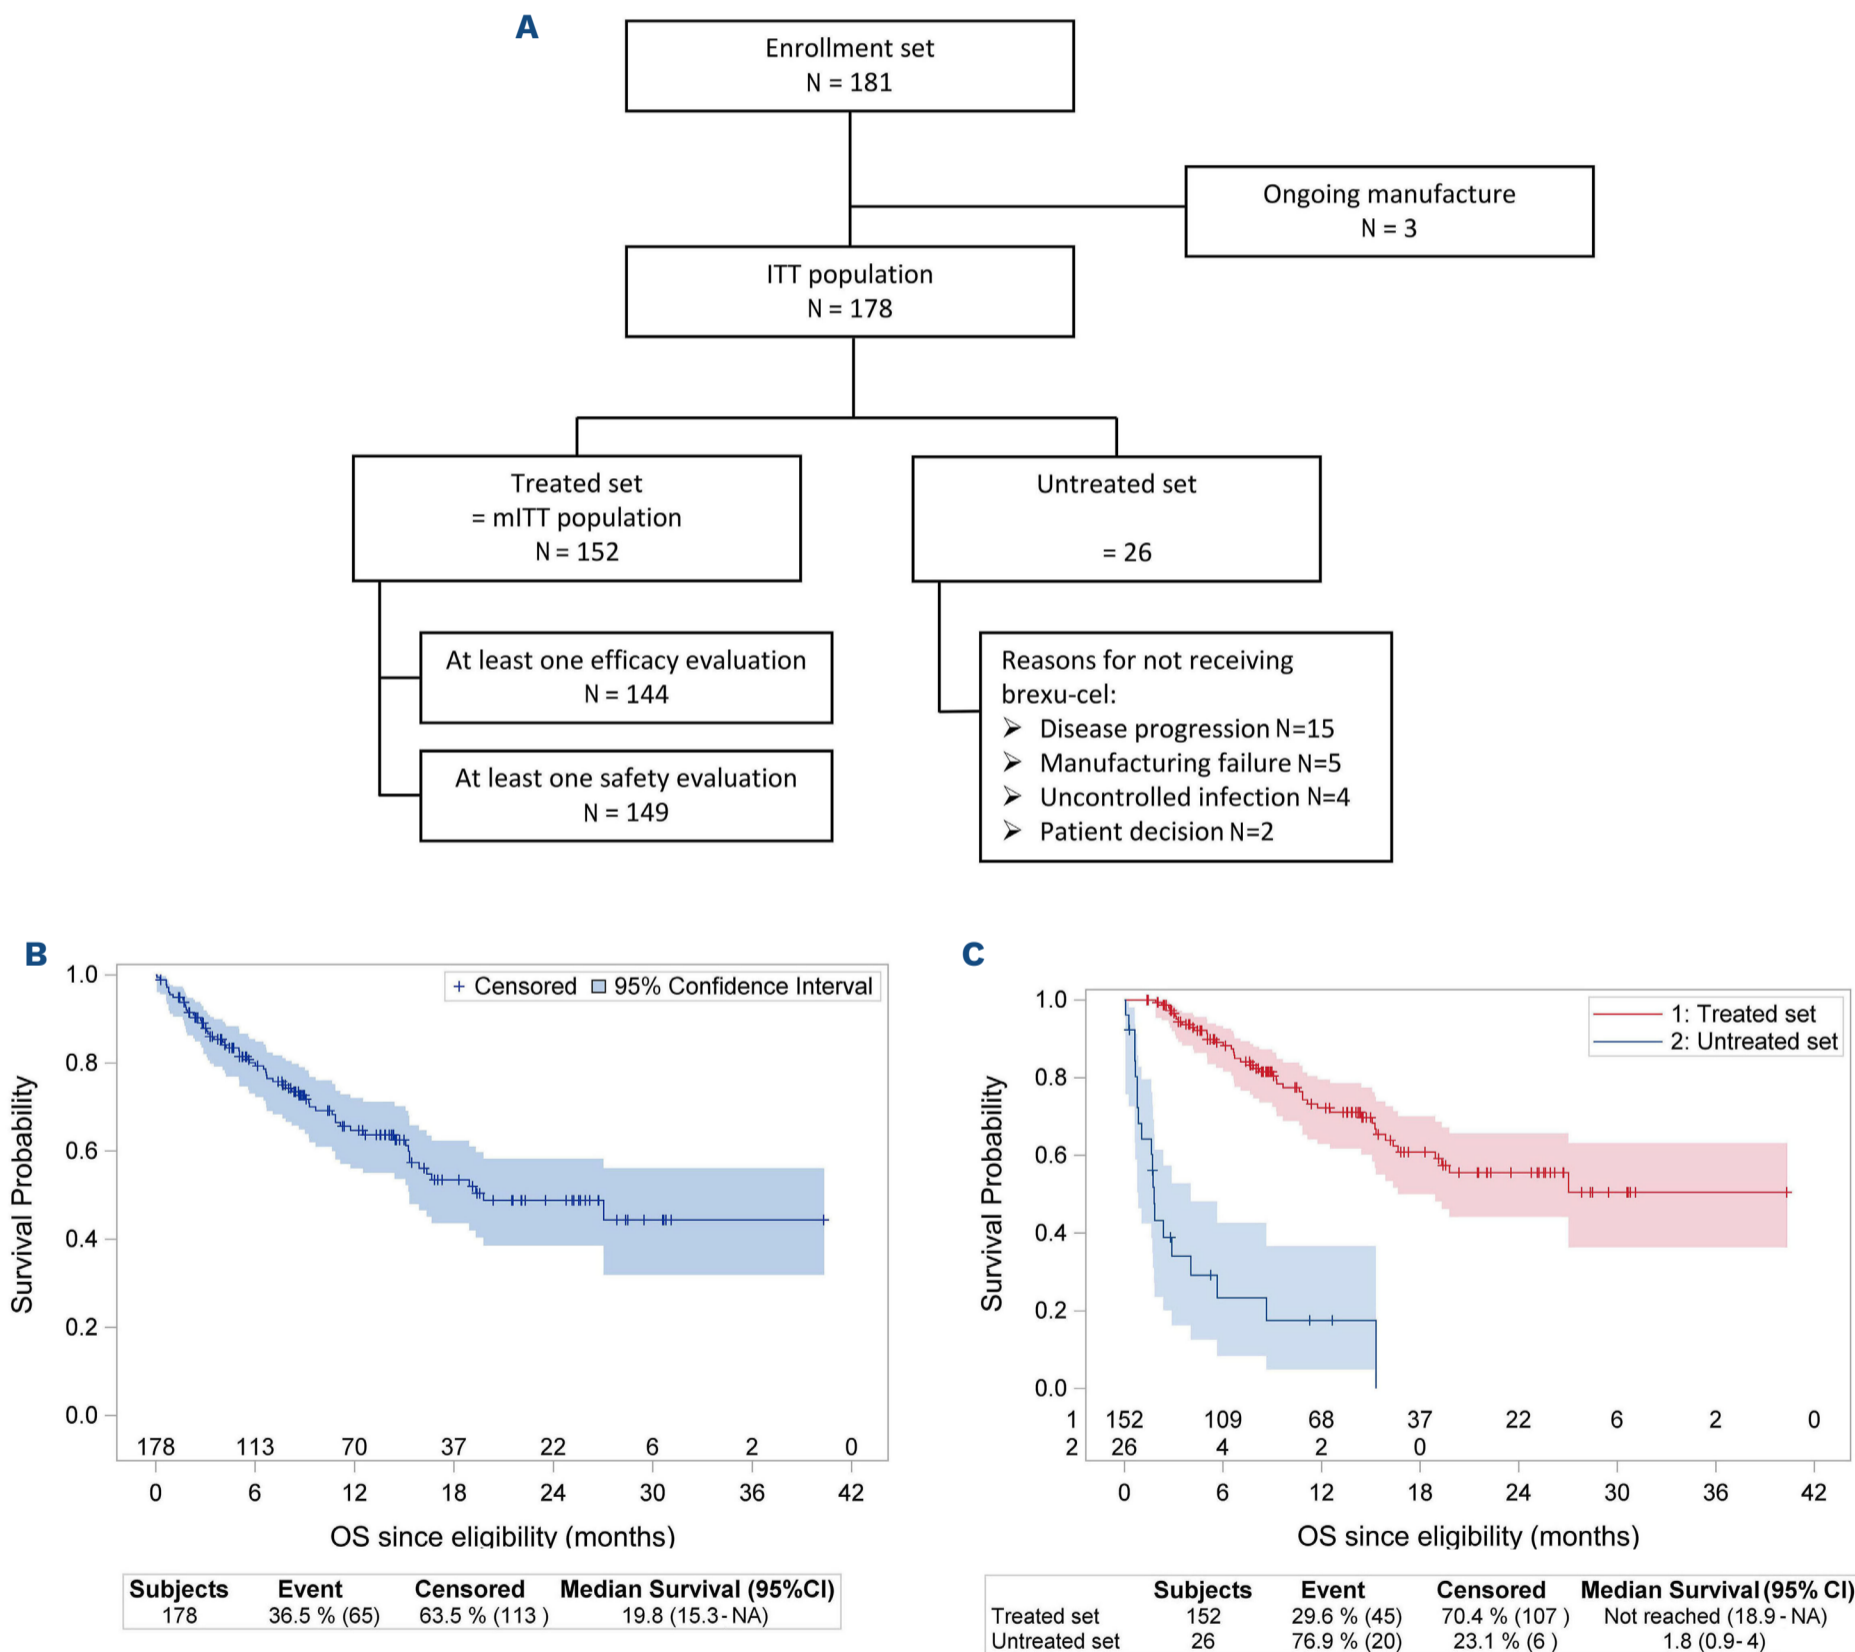 A
Enrollment set
N = 181
Ongoing manufacture
N = 3
ITT population
N = 178
Treated set
= mITT population
N = 152
Untreated set
= 26
At least one efficacy evaluation
N = 144
At least one safety evaluation
N = 149
Reasons for not receiving
brexu-cel:
➢ Disease progression N=15
➢ Manufacturing failure N=5
➢ Uncontrolled infection N=4
➢ Patient decision N=2
B
+ Censored 95% Confidence Interval
Survival Probability
1.0
0.8
0.6
0.4
0.2
0.0
178 113 70 37 22 6 2 0
0 6 12 18 24 30 36 42
OS since eligibility (months)
Subjects Event Censored Median Survival (95%CI)
178 36.5 % (65) 63.5 % (113 ) 19.8 (15.3- NA)
C
1: Treated set
2: Untreated set
Survival Probability
1.0
0.8
0.6
0.4
0.2
0.0
1 152 109 68 37 22 6 2 0
2 26 4 2 0
0 6 12 18 24 30 36 42
OS since eligibility (months)
Subjects Event Censored Median Survival (95% CI)
Treated set 152 29.6 % (45) 70.4 % (107 ) Not reached (18.9 - NA)
Untreated set 26 76.9 % (20) 23.1 % (6 ) 1.8 (0.9- 4)